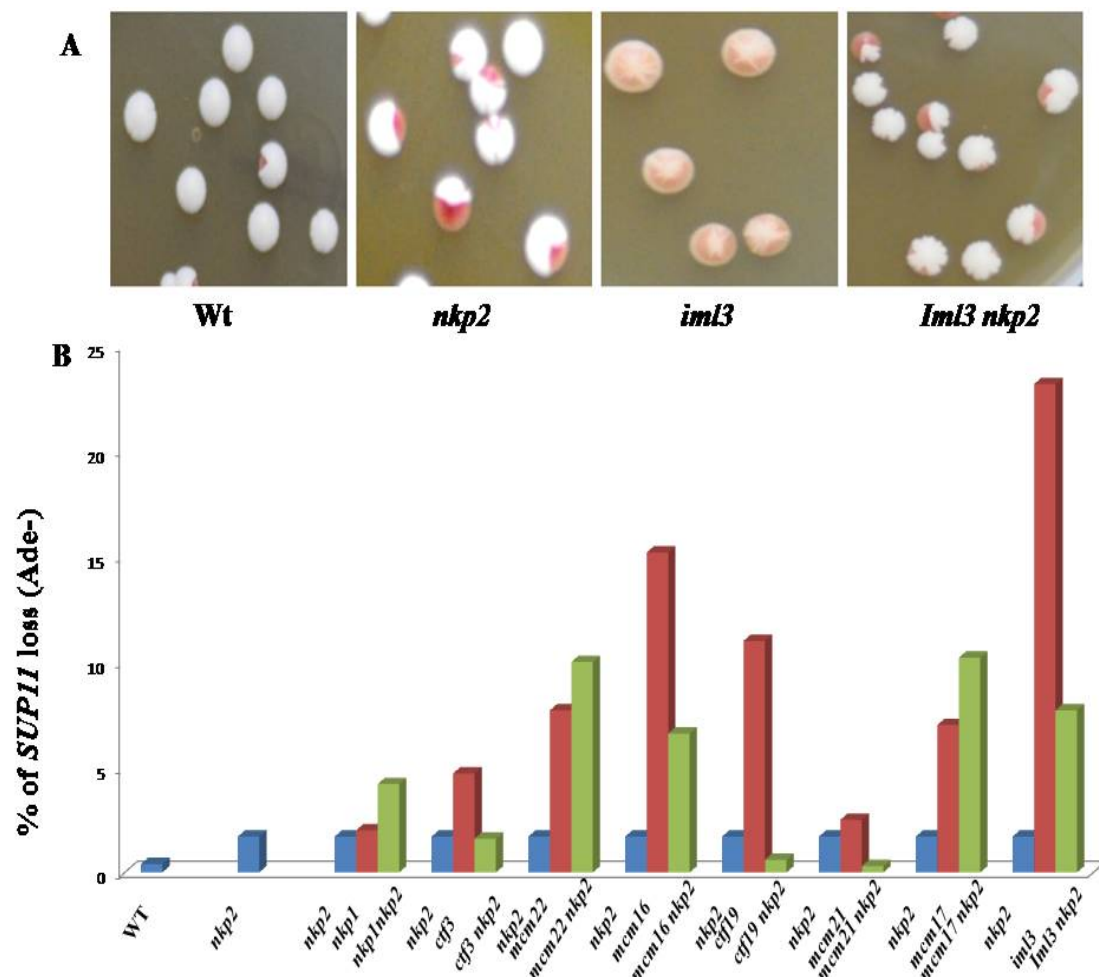 A
Wt
nkp2
iml3
Iml3 nkp2
B
% of SUP11 loss (Ade-)
25
20
15
10
5
0
WT
nkp2
nkp2
nkp1
nkp1nkp2
nkp2
ctf3
ctf3 nkp2
nkp2
mcm22
mcm22 nkp2
nkp2
mcm16
mcm16 nkp2
nkp2
ctf19
ctf19 nkp2
nkp2
mcm21
mcm21 nkp2
nkp2
mcm17
mcm17 nkp2
nkp2
iml3
Iml3 nkp2